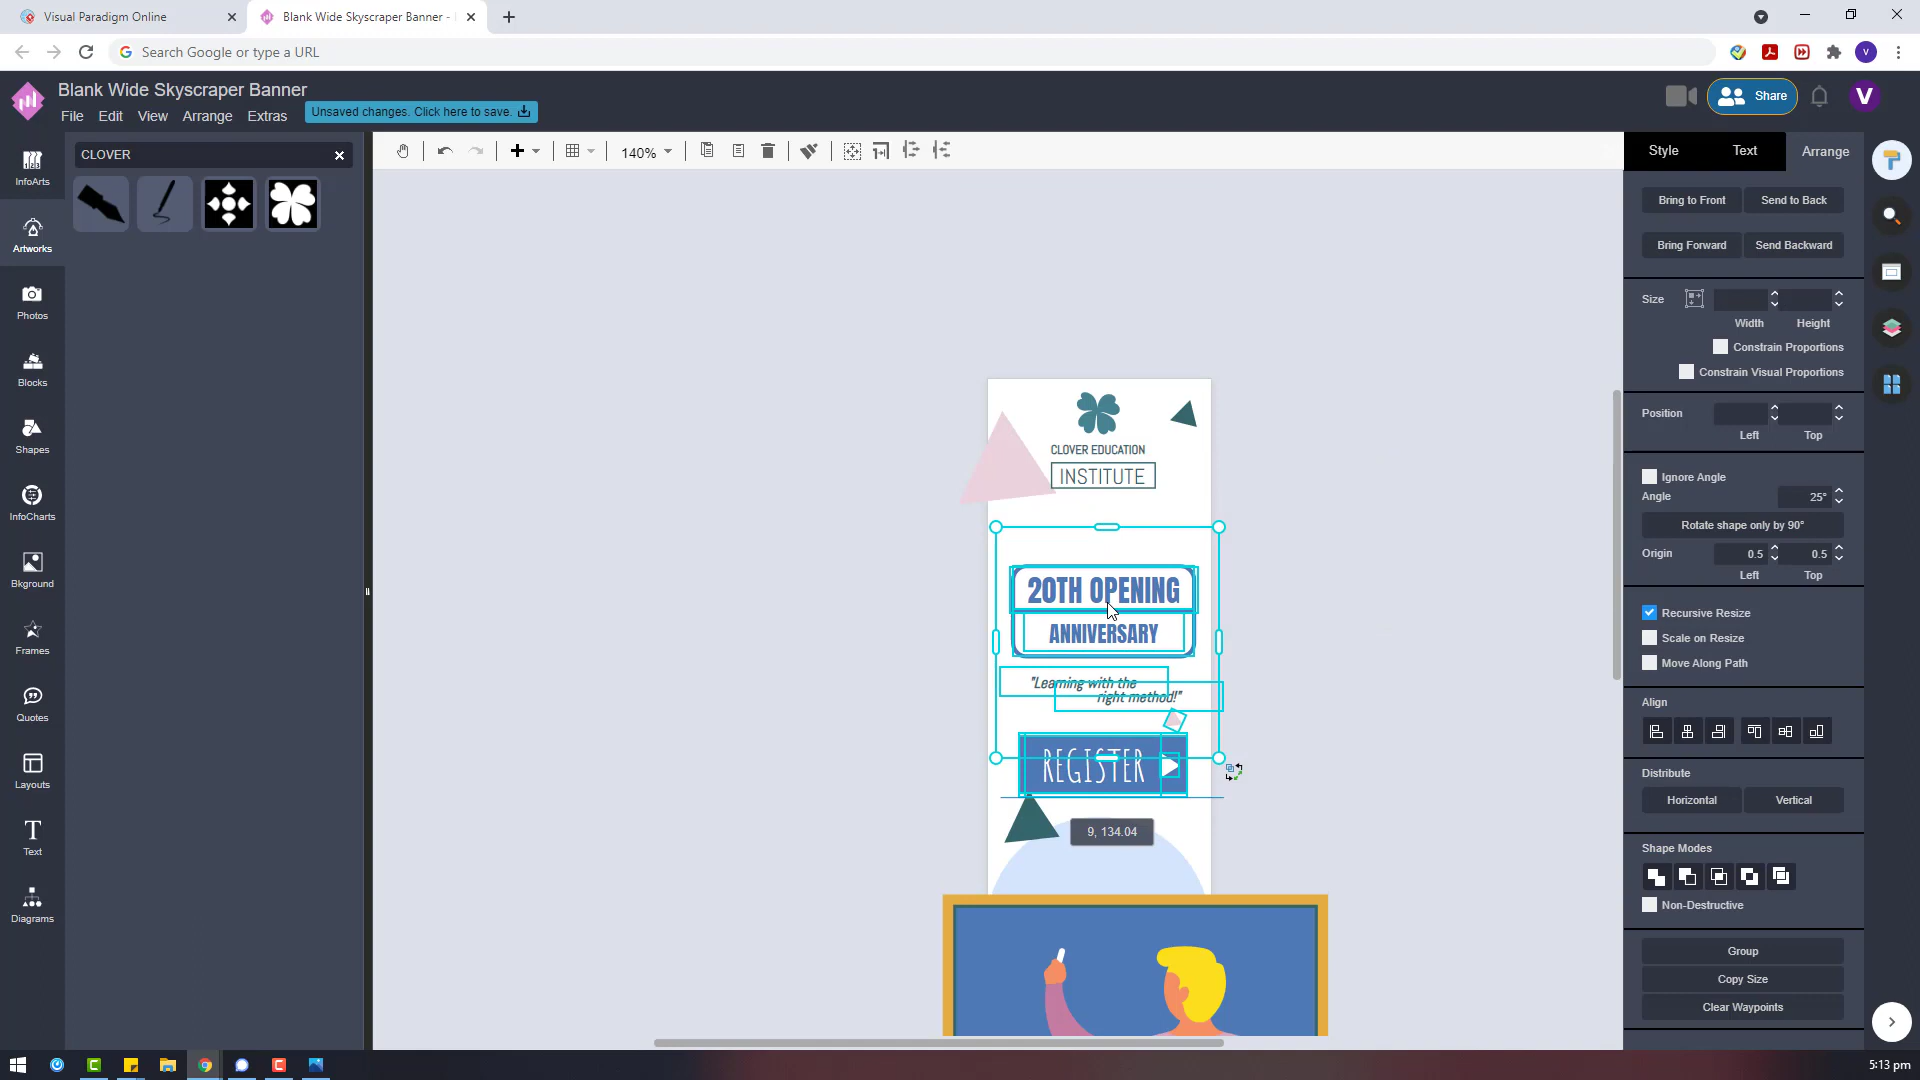 Visual Paradigm Online
Blank Wide Skyscraper Banner -
Search Google or type a URL
V
Blank Wide Skyscraper Banner
File Edit View Arrange Extras
Unsaved changes. Click here to save.
Share
V
InfoArts
Artworks
Photos
Blocks
Shapes
InfoCharts
Bkground
Frames
Quotes
Layouts
Text
Diagrams
CLOVER
140%
CLOVER EDUCATION
INSTITUTE
20TH OPENING
ANNIVERSARY
"Learning with the
right method!"
REGISTER
9, 134.04
Style Text Arrange
Bring to Front Send to Back
Bring Forward Send Backward
Size
Width Height
Constrain Proportions
Constrain Visual Proportions
Position
Left Top
Ignore Angle
Angle 25°
Rotate shape only by 90°
Origin 0.5 0.5
Left Top
Recursive Resize
Scale on Resize
Move Along Path
Align
Distribute
Horizontal Vertical
Shape Modes
Non-Destructive
Group
Copy Size
Clear Waypoints
5:13 pm